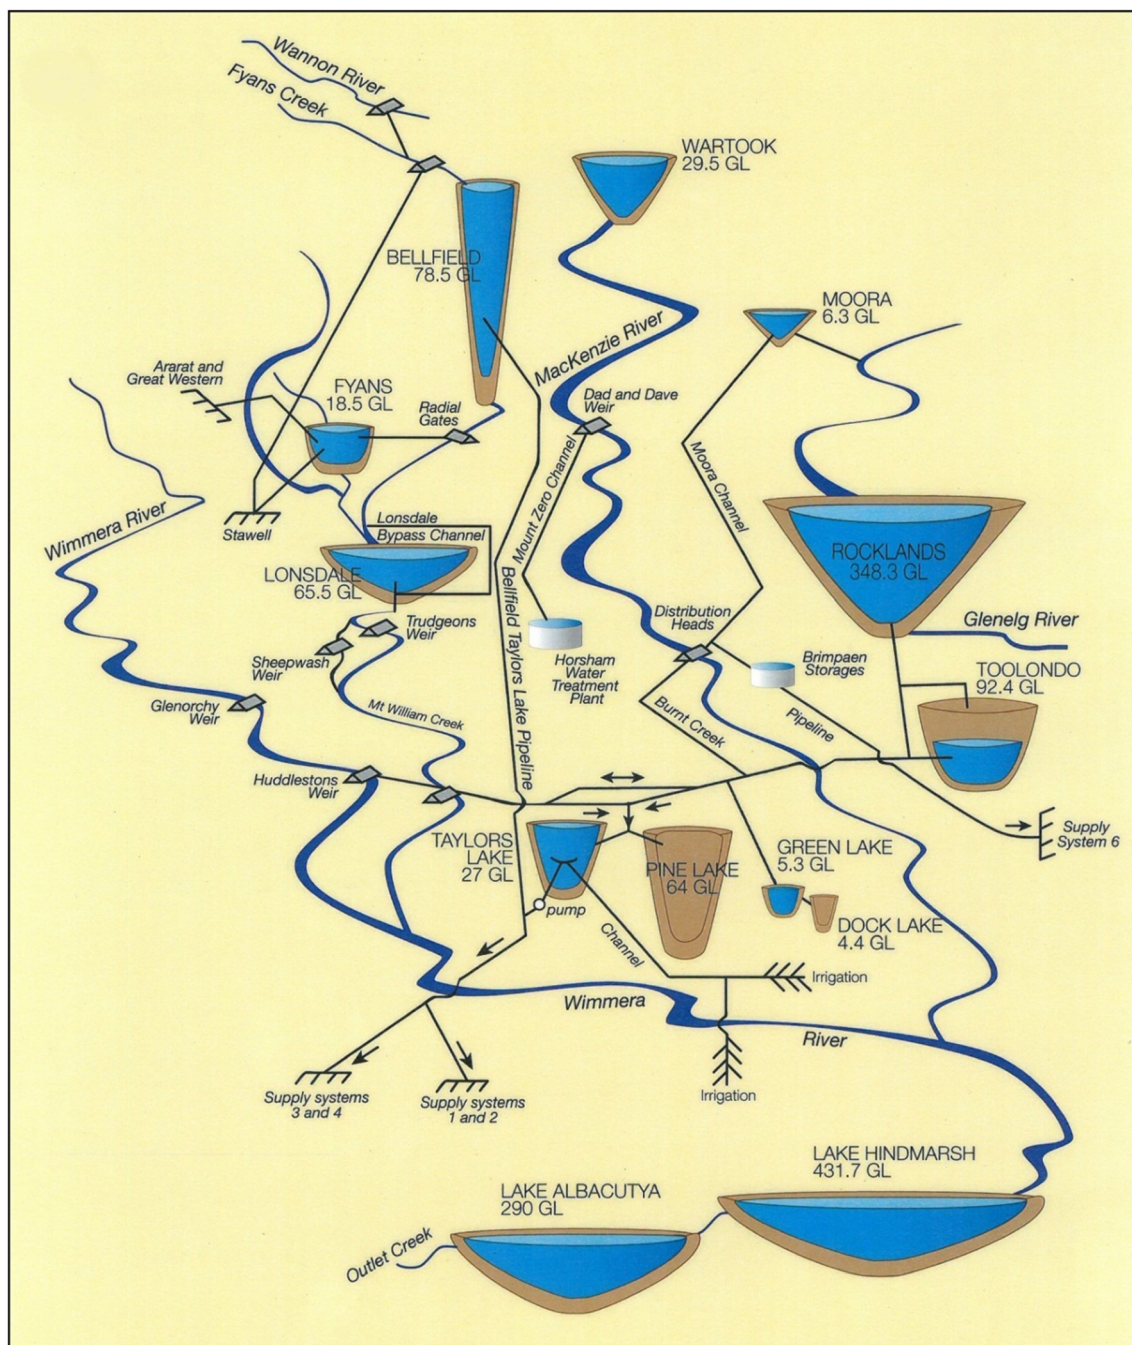 Wannon River
Fyans Creek
WARTOOK
29.5 GL
BELLFIELD
78.5 GL
MOORA
6.3 GL
MacKenzie River
Ararat and
Great Western
FYANS
18.5 GL
Radial
Gates
Dad and Dave
Weir
Mount Zero Channel
Moora Channel
Wimmera River
Stawell
Lonsdale
Bypass Channel
LONSDALE
65.5 GL
Bellfield Taylors Lake Pipeline
ROCKLANDS
348.3 GL
Trudgeons
Weir
Sheepwash
Weir
Distribution
Heads
Glenelg River
Horsham
Water
Treatment
Plant
Brimpaen
Storages
TOOLONDO
92.4 GL
Glenorchy
Weir
Mt William Creek
Burnt Creek
Pipeline
Huddlestons
Weir
TAYLORS
LAKE
27 GL
PINE LAKE
64 GL
GREEN LAKE
5.3 GL
Supply
System 6
pump
DOCK LAKE
4.4 GL
Channel
Irrigation
Wimmera
River
Irrigation
Supply systems
3 and 4
Supply systems
1 and 2
LAKE HINDMARSH
431.7 GL
LAKE ALBACUTYA
290 GL
Outlet Creek